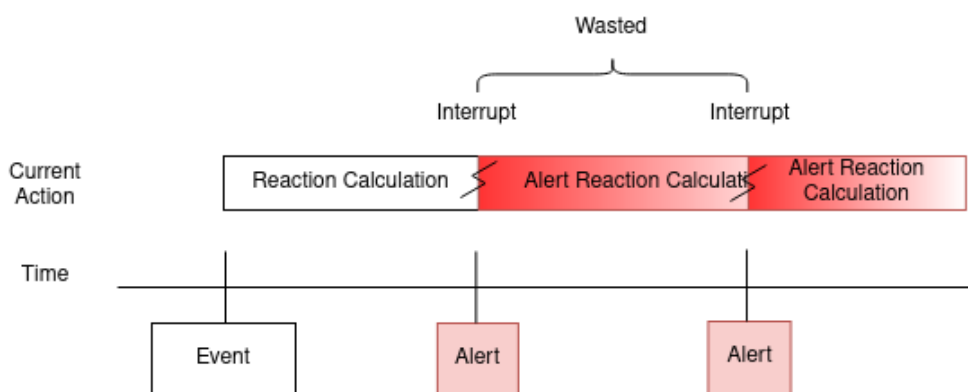 Wasted
Interrupt
Interrupt
Current
Action
Reaction Calculation
Alert Reaction Calculati
Alert Reaction
Calculation
Time
Event
Alert
Alert